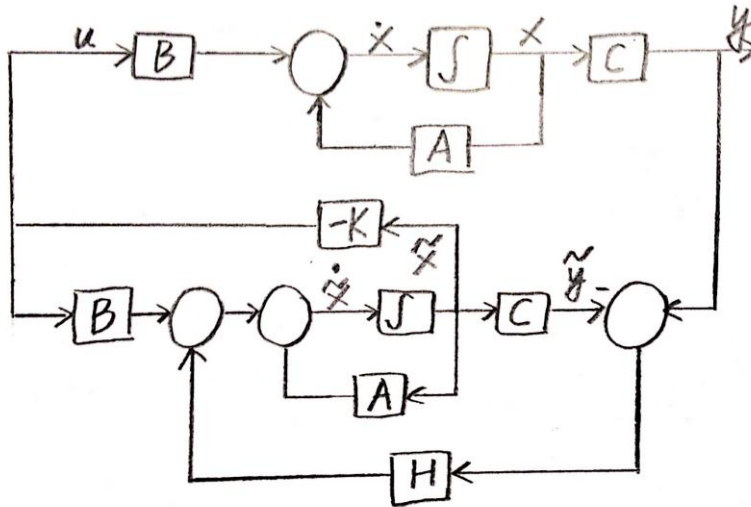 u B ẋ ∫ x C y
A
-K
x̃
B x̃̇ ∫ C ỹ -
A
H